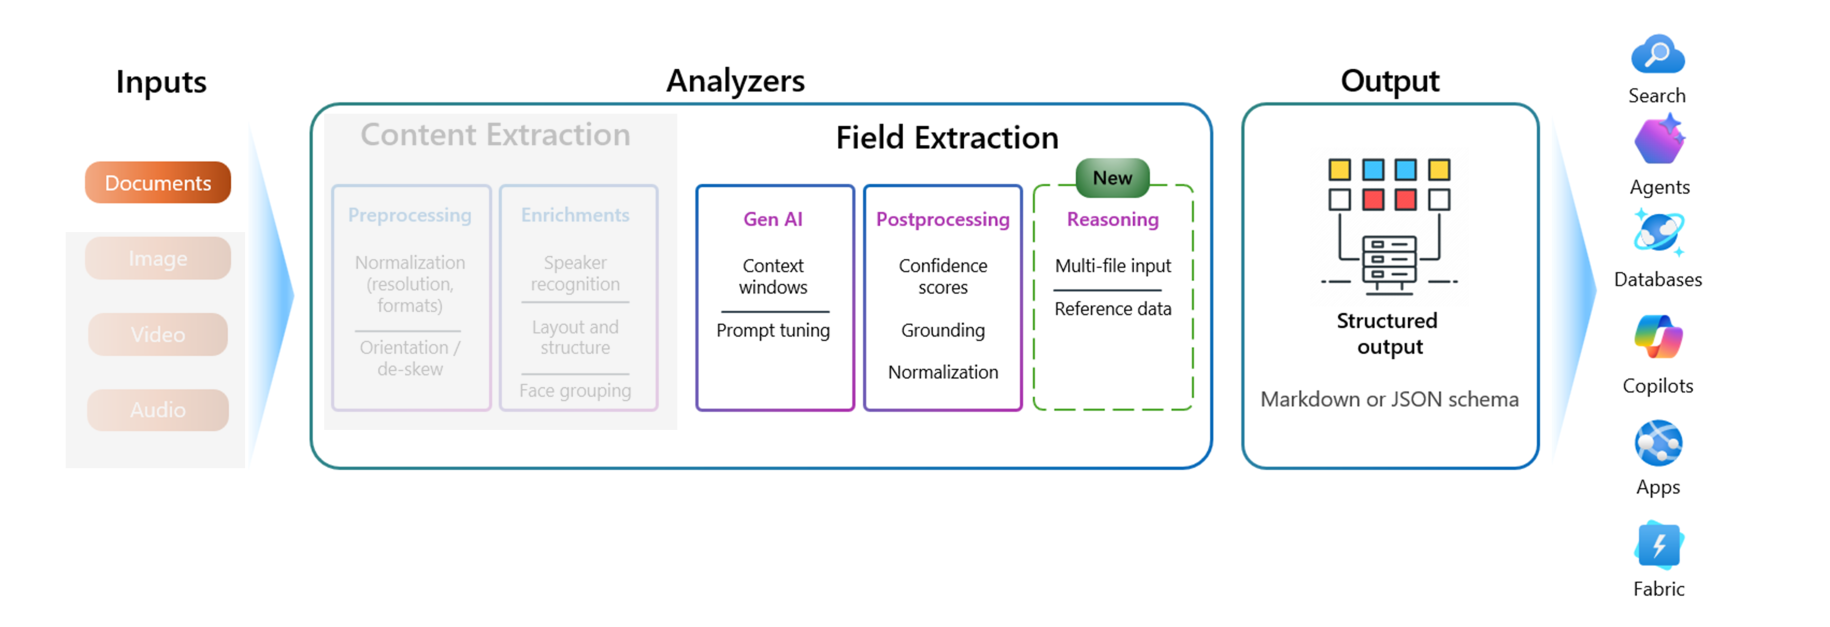 Inputs
Documents
Image
Video
Audio
Analyzers
Content Extraction
Preprocessing
Normalization
(resolution,
formats)
Orientation /
de-skew
Enrichments
Speaker
recognition
Layout and
structure
Face grouping
Field Extraction
Gen AI
Context
windows
Prompt tuning
Postprocessing
Confidence
scores
Grounding
Normalization
New
Reasoning
Multi-file input
Reference data
Output
Structured
output
Markdown or JSON schema
Search
Agents
Databases
Copilots
Apps
Fabric